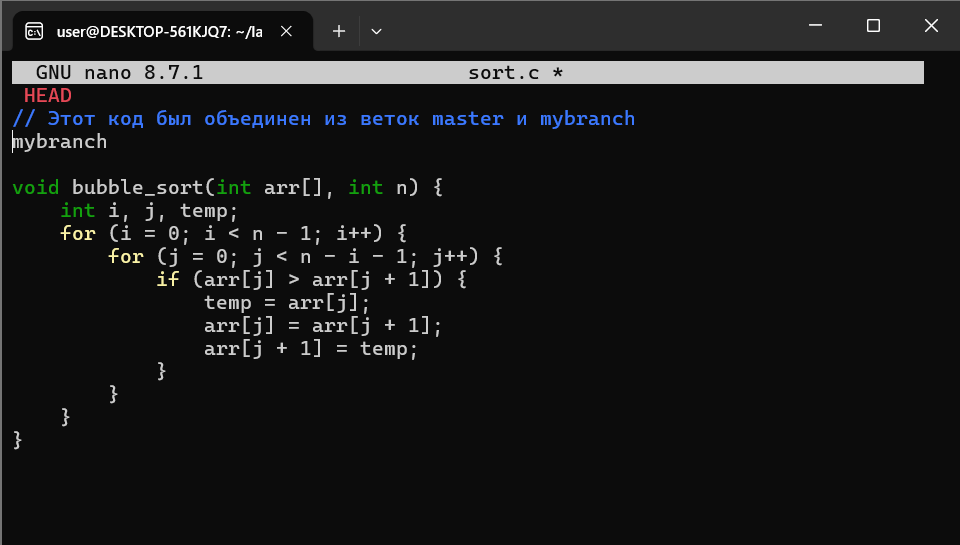 user@DESKTOP-561KJQ7: ~/la
GNU nano 8.7.1 sort.c *
HEAD
// Этот код был объединен из веток master и mybranch
mybranch
void bubble_sort(int arr[], int n) {
    int i, j, temp;
    for (i = 0; i < n - 1; i++) {
        for (j = 0; j < n - i - 1; j++) {
            if (arr[j] > arr[j + 1]) {
                temp = arr[j];
                arr[j] = arr[j + 1];
                arr[j + 1] = temp;
            }
        }
    }
}